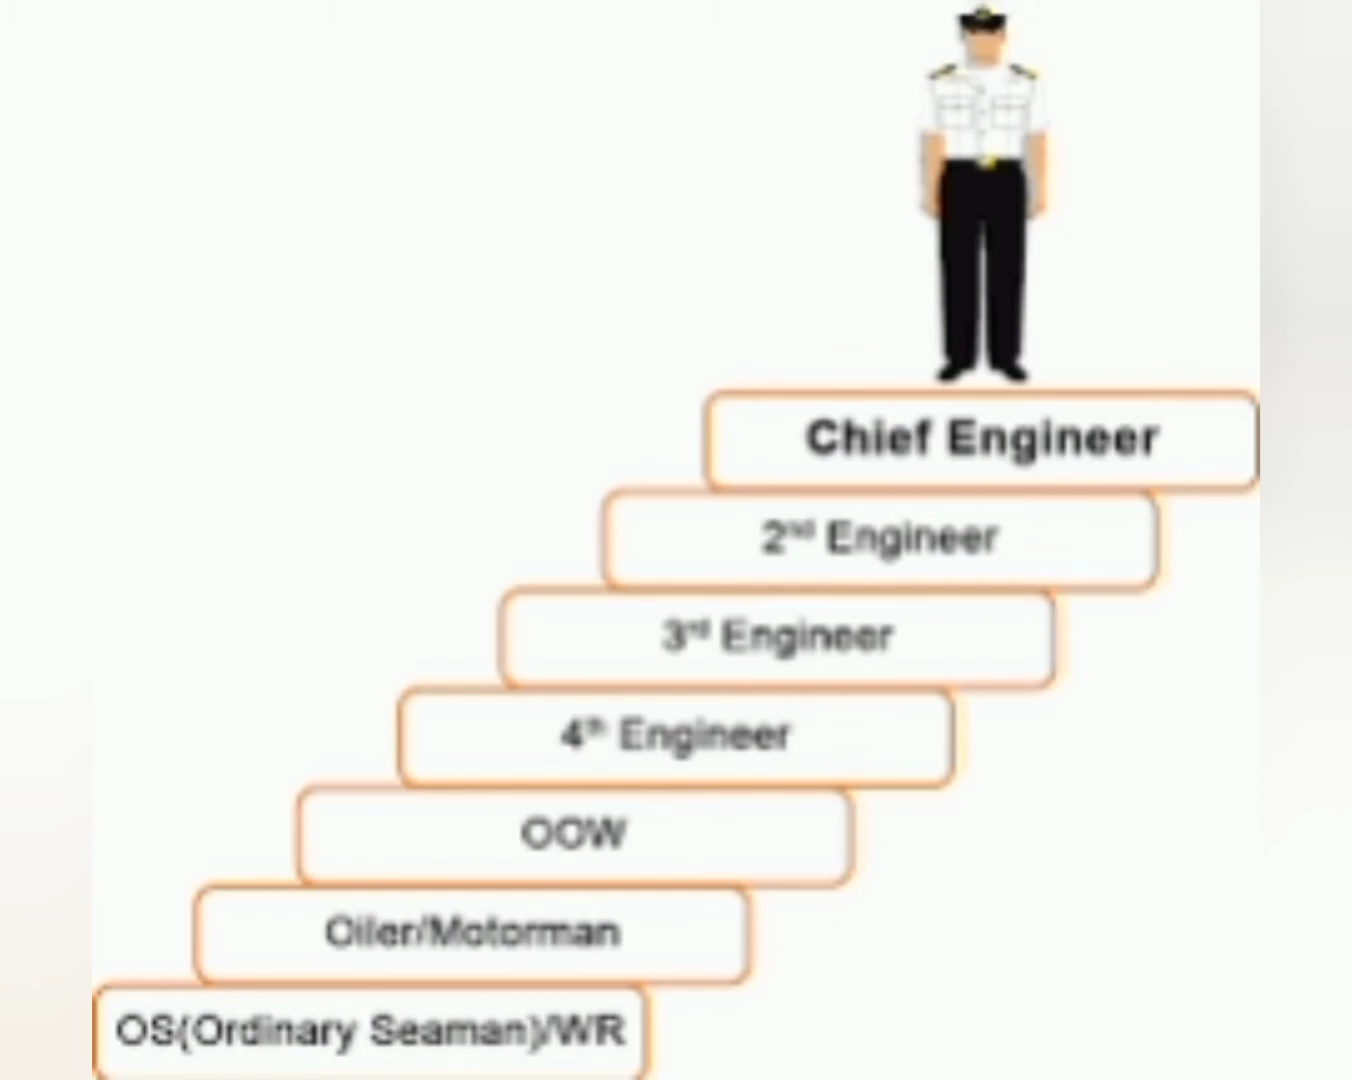 Chief Engineer
2nd Engineer
3rd Engineer
4th Engineer
OOW
Oiler/Motorman
OS(Ordinary Seaman)/WR